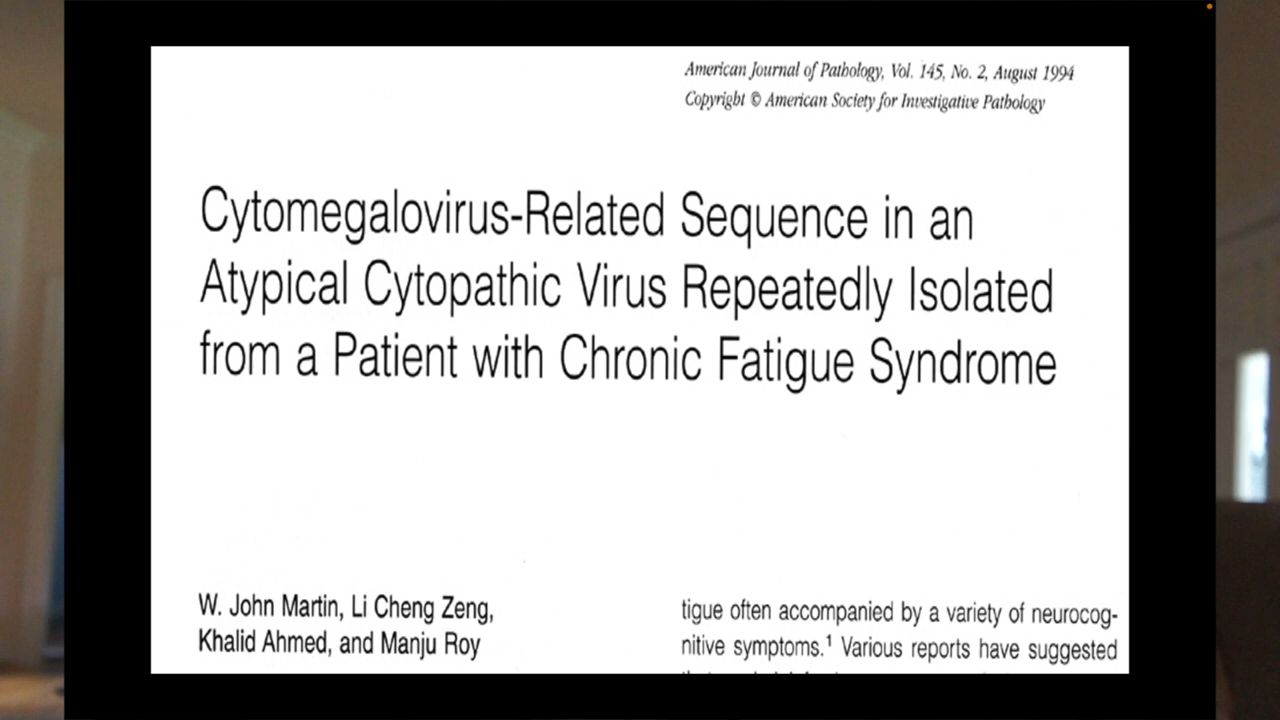 American Journal of Pathology, Vol. 145, No. 2, August 1994
Copyright © American Society for Investigative Pathology
Cytomegalovirus-Related Sequence in an
Atypical Cytopathic Virus Repeatedly Isolated
from a Patient with Chronic Fatigue Syndrome
W. John Martin, Li Cheng Zeng,
Khalid Ahmed, and Manju Roy
tigue often accompanied by a variety of neurocog-
nitive symptoms.¹ Various reports have suggested